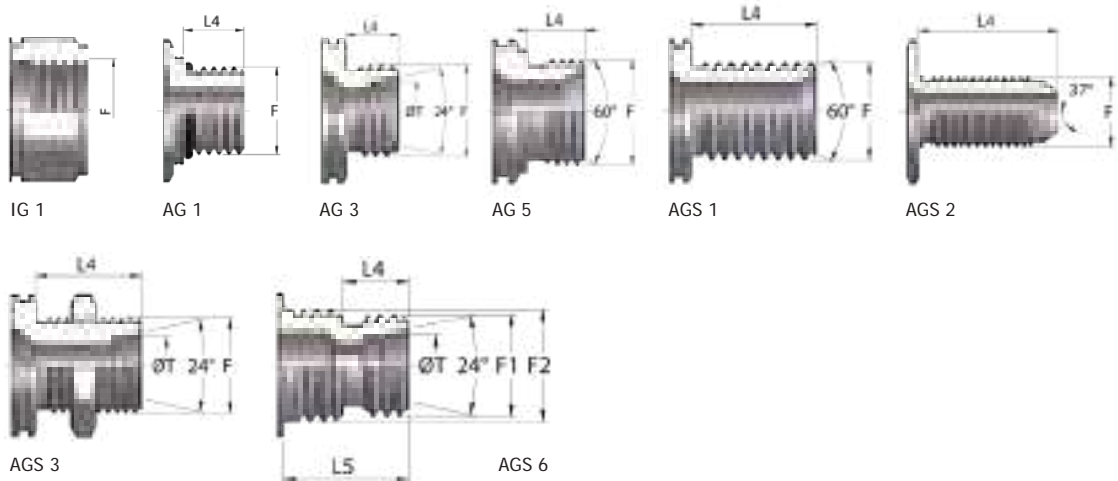 L4 L4 L4 L4 L4
F F ØT 24° F 60° F 60° F 37° F
IG 1 AG 1 AG 3 AG 5 AGS 1 AGS 2
L4 L4
ØT 24° F ØT 24° F1 F2
L5
AGS 3 AGS 6